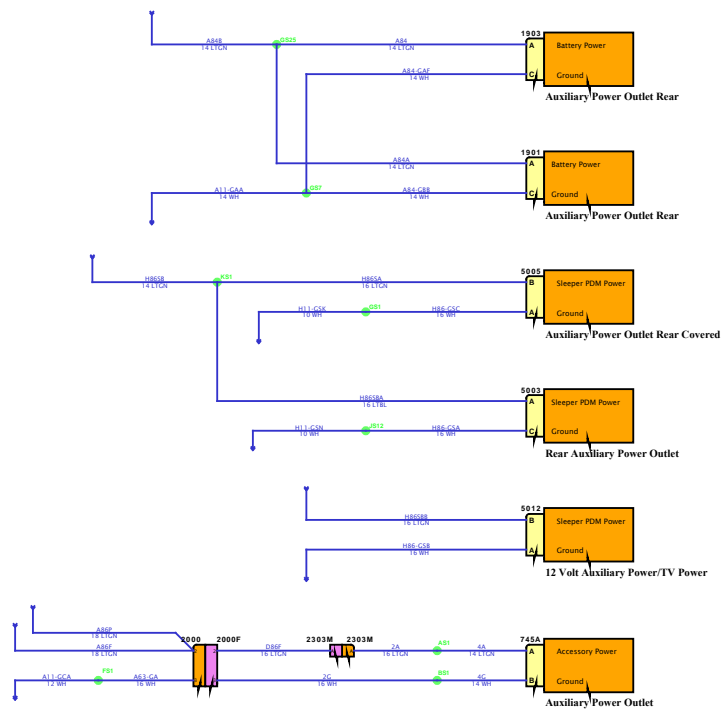 1903
A84B
14 LTGN
GS25
A84
14 LTGN
A
Battery Power
A84-GAF
14 WH
C
Ground
Auxiliary Power Outlet Rear
1901
A84A
14 LTGN
A
Battery Power
A11-GAA
14 WH
GS7
A84-GBB
14 WH
C
Ground
Auxiliary Power Outlet Rear
5005
H86SB
14 LTGN
KS1
H86SA
16 LTGN
B
Sleeper PDM Power
H11-GSK
10 WH
GS1
H86-GSC
16 WH
A
Ground
Auxiliary Power Outlet Rear Covered
5003
H86SBA
16 LTBL
A
Sleeper PDM Power
H11-GSN
10 WH
JS12
H86-GSA
16 WH
C
Ground
Rear Auxiliary Power Outlet
5012
H86SBB
16 LTGN
B
Sleeper PDM Power
H86-GSB
16 WH
A
Ground
12 Volt Auxiliary Power/TV Power
A86P
18 LTGN
2000
2000F
2303M
2303M
745A
A86F
18 LTGN
2
2
D86F
16 LTGN
2A
16 LTGN
AS1
4A
14 LTGN
A
Accessory Power
A11-GCA
12 WH
FS1
A63-GA
16 WH
2G
16 WH
BS1
4G
14 WH
B
Ground
Auxiliary Power Outlet